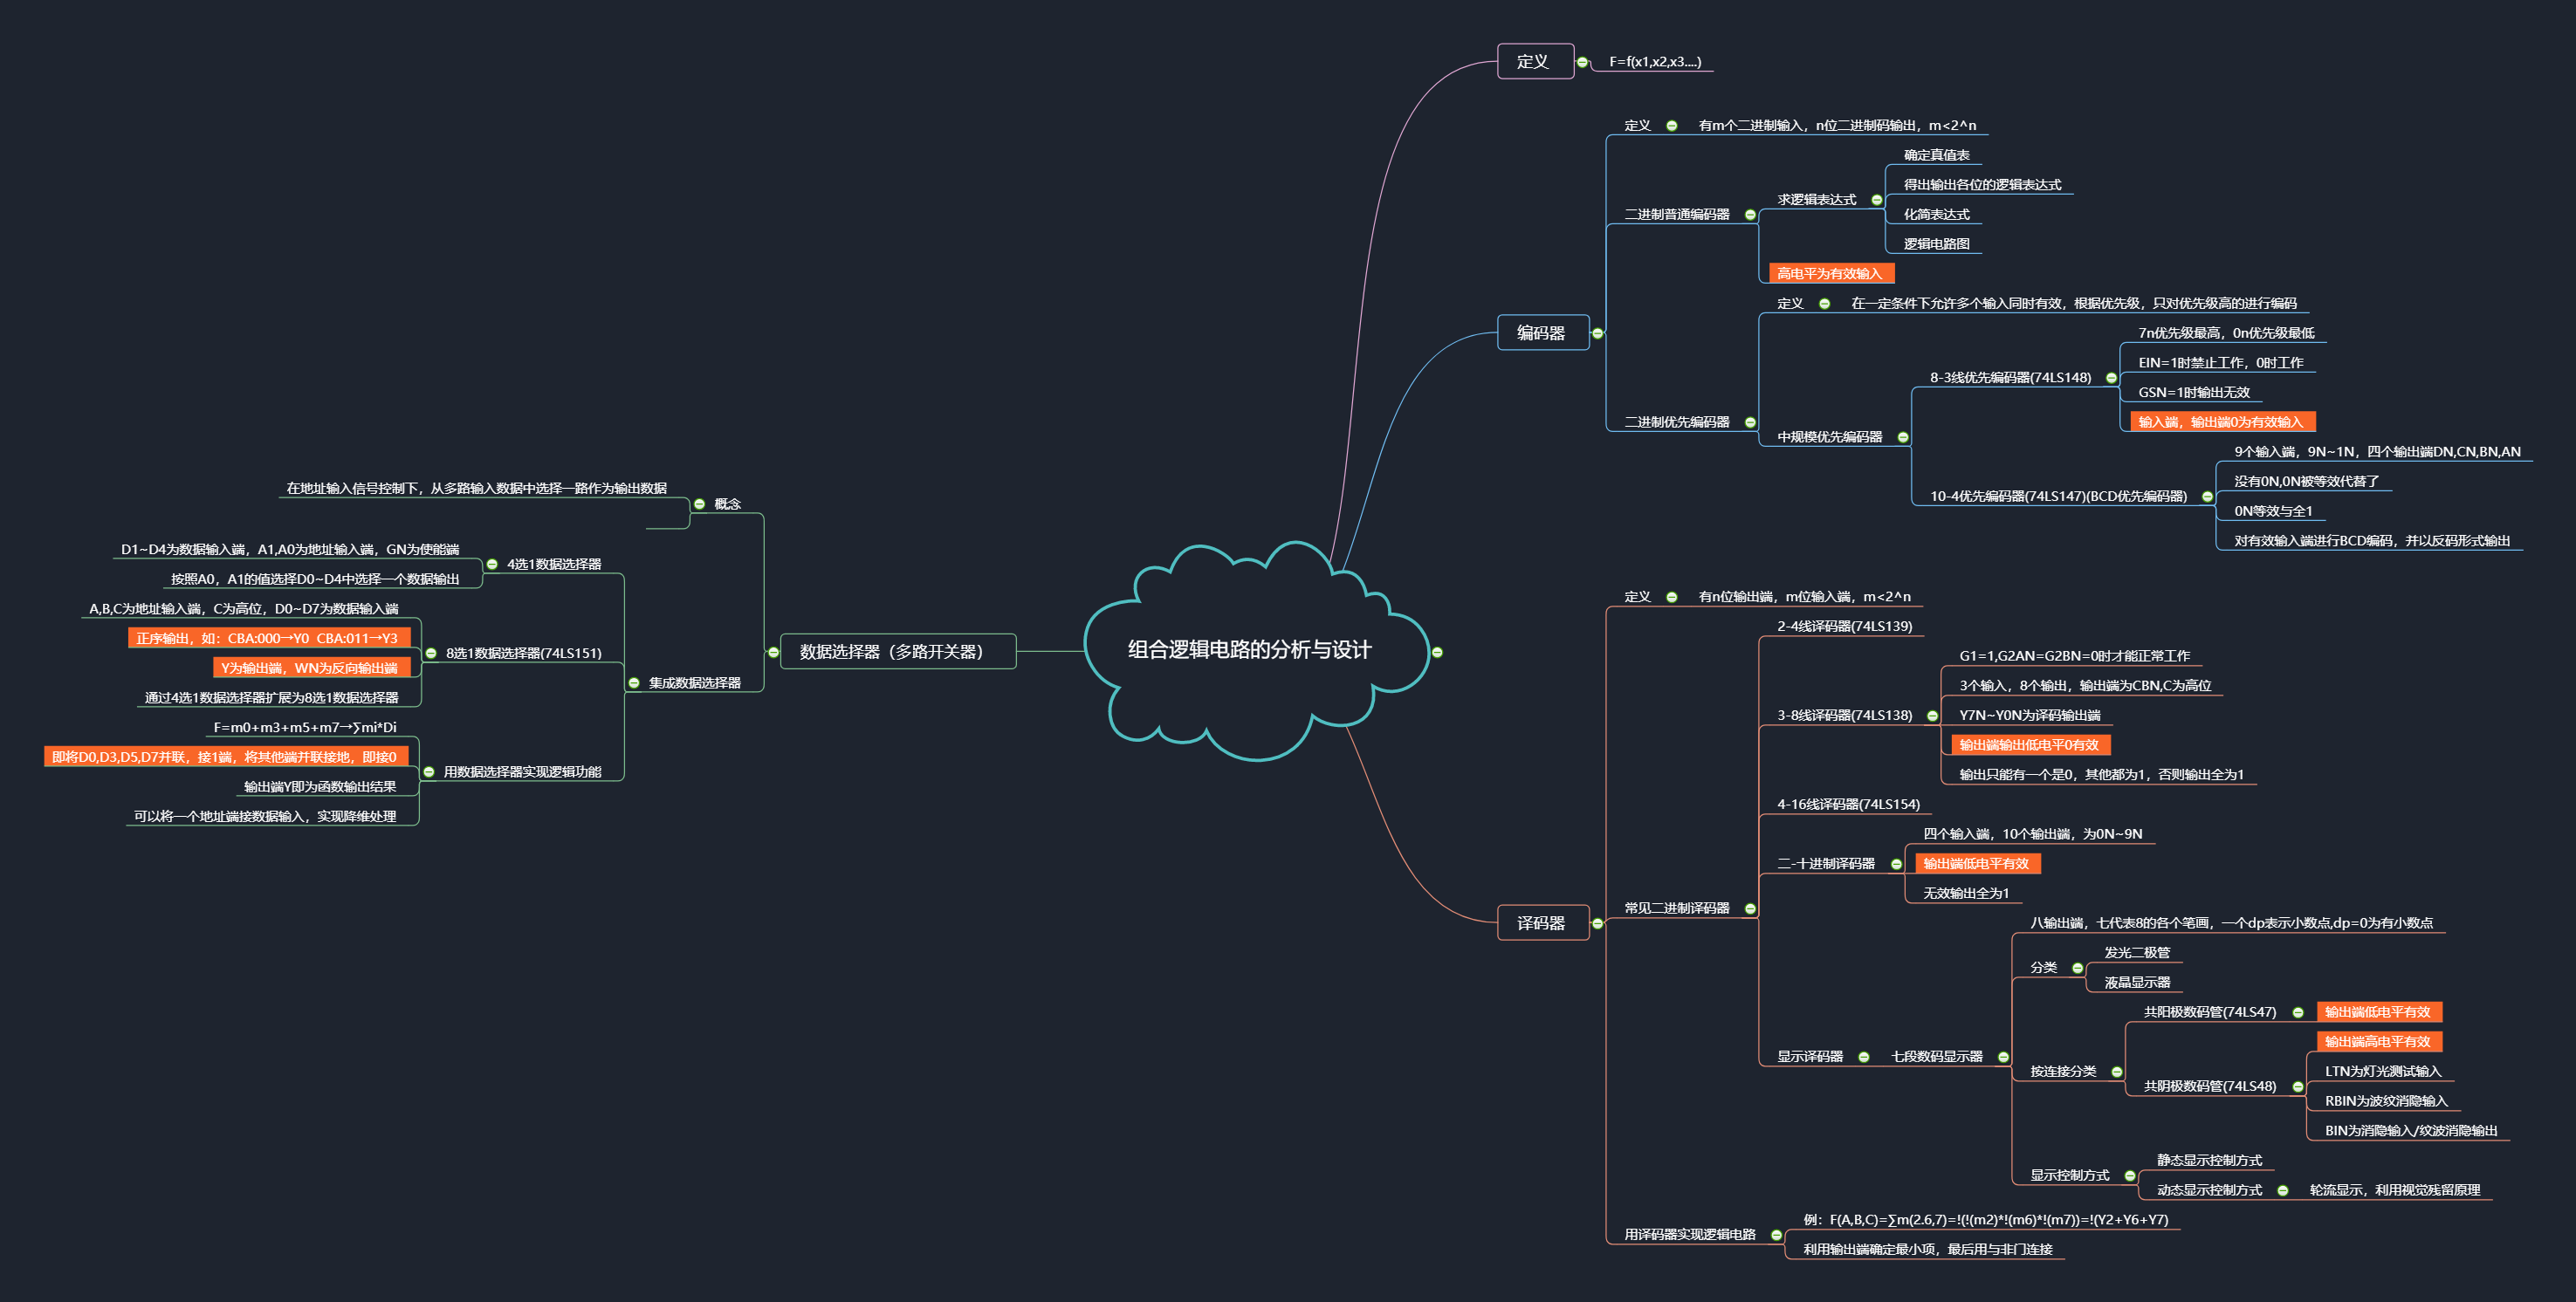 组合逻辑电路的分析与设计
定义
F=f(x1,x2,x3....)
编码器
定义
有m个二进制输入，n位二进制码输出，m<2^n
二进制普通编码器
求逻辑表达式
确定真值表
得出输出各位的逻辑表达式
化简表达式
逻辑电路图
高电平为有效输入
二进制优先编码器
定义
在一定条件下允许多个输入同时有效，根据优先级，只对优先级高的进行编码
中规模优先编码器
8-3线优先编码器(74LS148)
7n优先级最高，0n优先级最低
EIN=1时禁止工作，0时工作
GSN=1时输出无效
输入端，输出端0为有效输入
10-4优先编码器(74LS147)(BCD优先编码器)
9个输入端，9N~1N，四个输出端DN,CN,BN,AN
没有0N,0N被等效代替了
0N等效与全1
对有效输入端进行BCD编码，并以反码形式输出
译码器
定义
有n位输出端，m位输入端，m<2^n
常见二进制译码器
2-4线译码器(74LS139)
3-8线译码器(74LS138)
G1=1,G2AN=G2BN=0时才能正常工作
3个输入，8个输出，输出端为CBN,C为高位
Y7N~Y0N为译码输出端
输出端输出低电平0有效
输出只能有一个是0，其他都为1，否则输出全为1
4-16线译码器(74LS154)
二-十进制译码器
四个输入端，10个输出端，为0N~9N
输出端低电平有效
无效输出全为1
显示译码器
七段数码显示器
八输出端，七代表8的各个笔画，一个dp表示小数点,dp=0为有小数点
分类
发光二极管
液晶显示器
按连接分类
共阳极数码管(74LS47)
输出端低电平有效
共阴极数码管(74LS48)
输出端高电平有效
LTN为灯光测试输入
RBIN为波纹消隐输入
BIN为消隐输入/纹波消隐输出
显示控制方式
静态显示控制方式
动态显示控制方式
轮流显示，利用视觉残留原理
用译码器实现逻辑电路
例：F(A,B,C)=∑m(2.6,7)=!(!(m2)*!(m6)*!(m7))=!(Y2+Y6+Y7)
利用输出端确定最小项，最后用与非门连接
数据选择器（多路开关器）
概念
在地址输入信号控制下，从多路输入数据中选择一路作为输出数据
集成数据选择器
4选1数据选择器
D1~D4为数据输入端，A1,A0为地址输入端，GN为使能端
按照A0，A1的值选择D0~D4中选择一个数据输出
8选1数据选择器(74LS151)
A,B,C为地址输入端，C为高位，D0~D7为数据输入端
正序输出，如：CBA:000→Y0  CBA:011→Y3
Y为输出端，WN为反向输出端
通过4选1数据选择器扩展为8选1数据选择器
用数据选择器实现逻辑功能
F=m0+m3+m5+m7→∑mi*Di
即将D0,D3,D5,D7并联，接1端，将其他端并联接地，即接0
输出端Y即为函数输出结果
可以将一个地址端接数据输入，实现降维处理